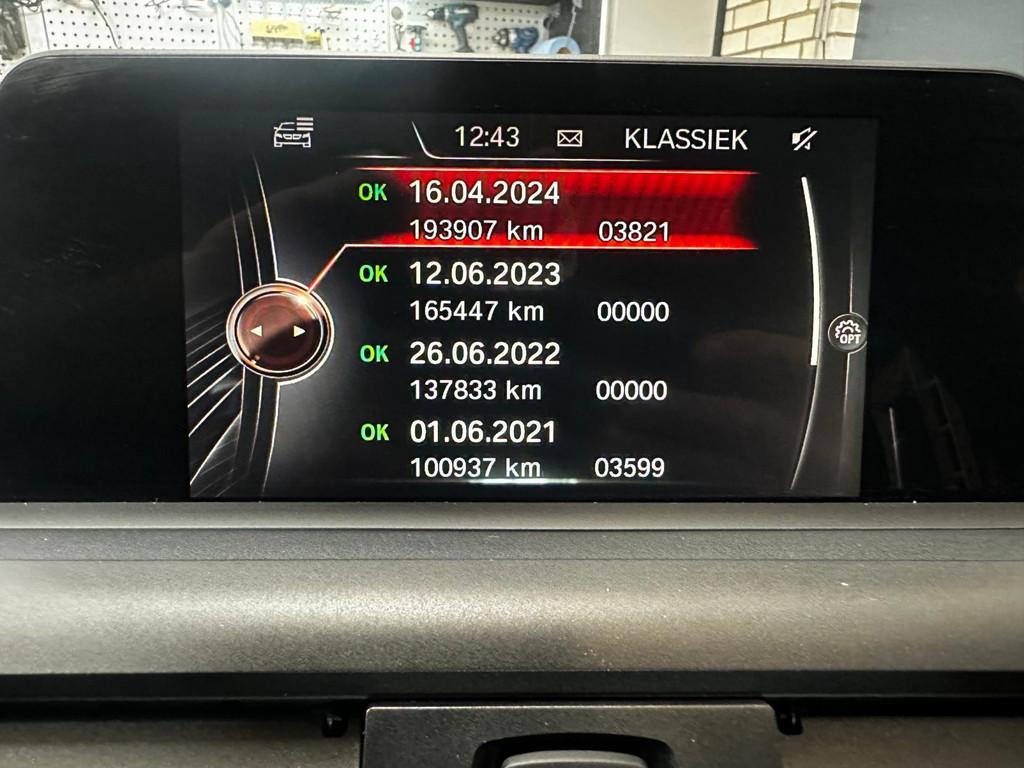 12:43 KLASSIEK
OK 16.04.2024
193907 km 03821
OK 12.06.2023
165447 km 00000
OPT
OK 26.06.2022
137833 km 00000
OK 01.06.2021
100937 km 03599